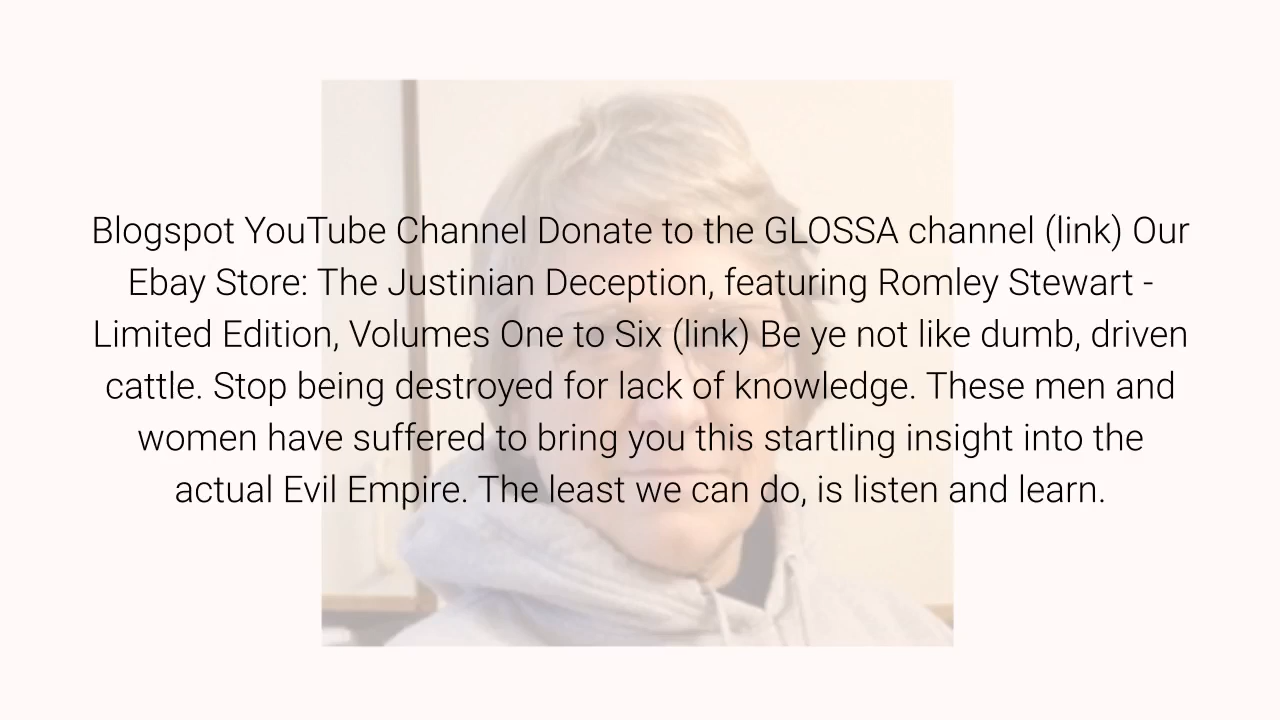 Blogspot YouTube Channel Donate to the GLOSSA channel (link) Our
Ebay Store: The Justinian Deception, featuring Romley Stewart -
Limited Edition, Volumes One to Six (link) Be ye not like dumb, driven
cattle. Stop being destroyed for lack of knowledge. These men and
women have suffered to bring you this startling insight into the
actual Evil Empire. The least we can do, is listen and learn.